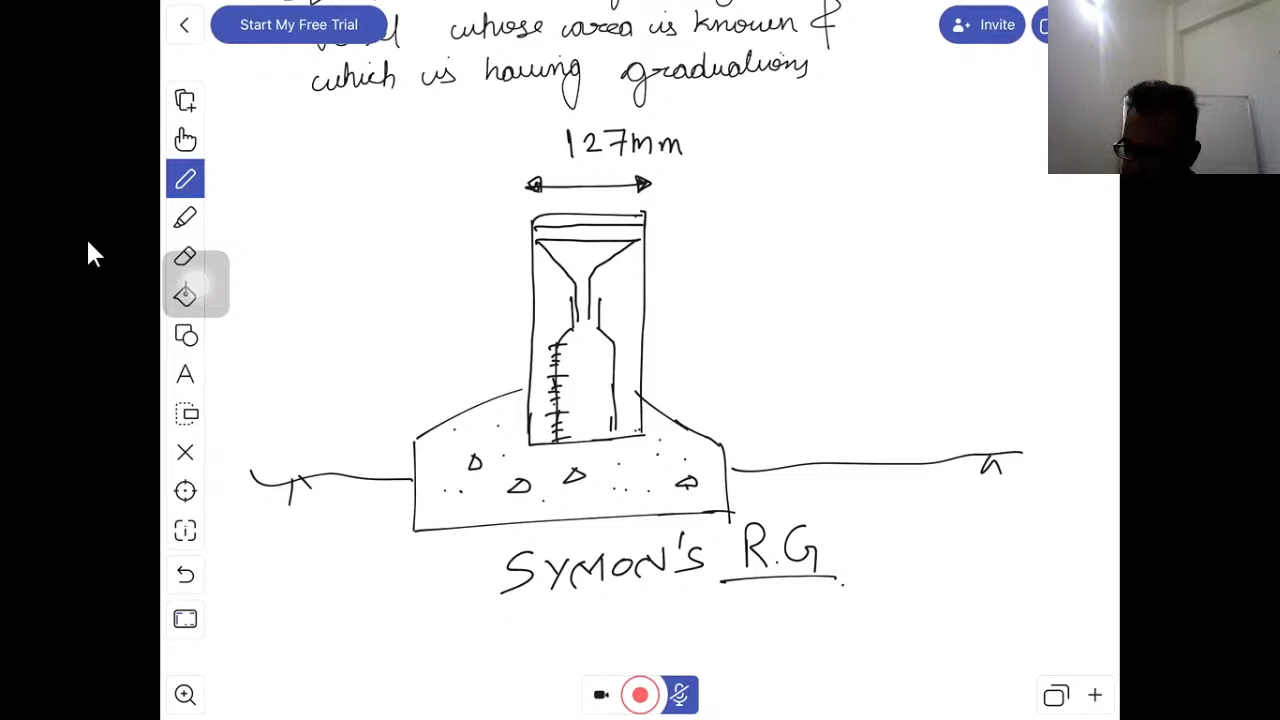 Start My Free Trial
Invite
whose area is known &
which is having graduations
127mm
SYMON'S R.G.